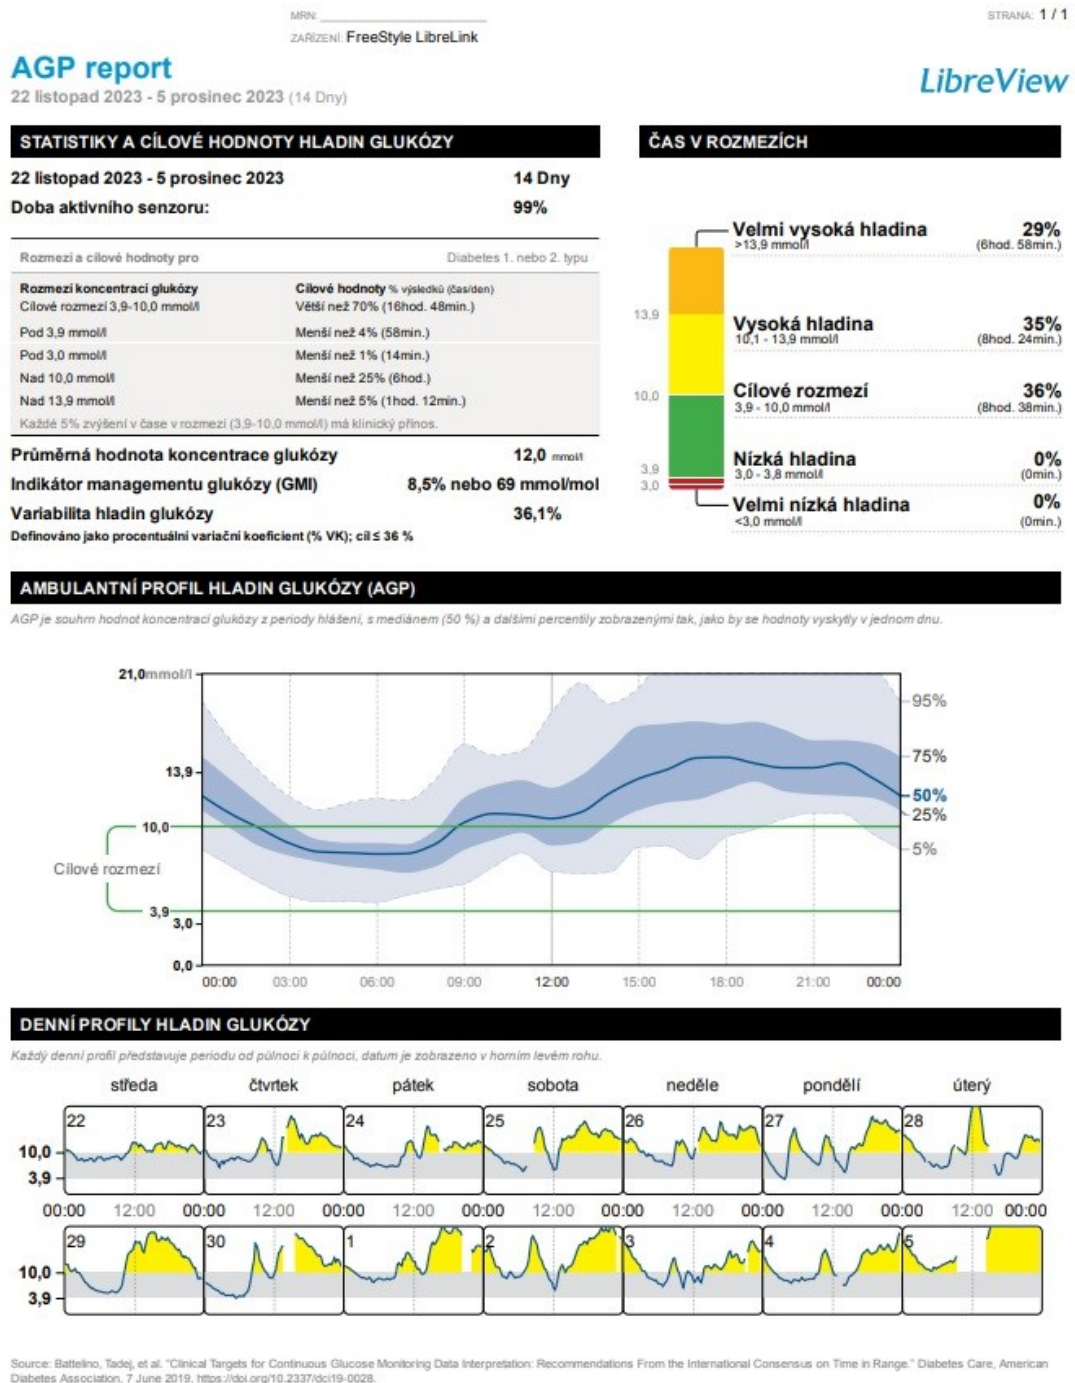 MRN:
STRANA: 1 / 1
ZAŘÍZENÍ: FreeStyle LibreLink
AGP report
LibreView
22 listopad 2023 - 5 prosinec 2023 (14 Dny)
STATISTIKY A CÍLOVÉ HODNOTY HLADIN GLUKÓZY
22 listopad 2023 - 5 prosinec 2023 14 Dny
Doba aktivního senzoru: 99%
Rozmezí a cílové hodnoty pro Diabetes 1. nebo 2. typu
Rozmezí koncentrací glukózy Cílové hodnoty % výsledků (čas/den)
Cílové rozmezí 3,9-10,0 mmol/l Větší než 70% (16hod. 48min.)
Pod 3,9 mmol/l Menší než 4% (58min.)
Pod 3,0 mmol/l Menší než 1% (14min.)
Nad 10,0 mmol/l Menší než 25% (6hod.)
Nad 13,9 mmol/l Menší než 5% (1hod. 12min.)
Každé 5% zvýšení v čase v rozmezí (3,9-10,0 mmol/l) má klinický přínos.
Průměrná hodnota koncentrace glukózy 12,0 mmol/l
Indikátor managementu glukózy (GMI) 8,5% nebo 69 mmol/mol
Variabilita hladin glukózy 36,1%
Definováno jako procentuální variační koeficient (% VK); cíl ≤ 36 %
ČAS V ROZMEZÍCH
Velmi vysoká hladina 29%
>13,9 mmol/l (6hod. 58min.)
13,9
Vysoká hladina 35%
10,1 - 13,9 mmol/l (8hod. 24min.)
10,0
Cílové rozmezí 36%
3,9 - 10,0 mmol/l (8hod. 38min.)
3,9
Nízká hladina 0%
3,0 - 3,8 mmol/l (0min.)
3,0
Velmi nízká hladina 0%
<3,0 mmol/l (0min.)
AMBULANTNÍ PROFIL HLADIN GLUKÓZY (AGP)
AGP je souhrn hodnot koncentrací glukózy z periody hlášení, s mediánem (50 %) a dalšími percentily zobrazenými tak, jako by se hodnoty vyskytly v jednom dnu.
21,0 mmol/l
95%
75%
13,9
50%
25%
10,0
5%
Cílové rozmezí
3,9
3,0
0,0
00:00 03:00 06:00 09:00 12:00 15:00 18:00 21:00 00:00
DENNÍ PROFILY HLADIN GLUKÓZY
Každý denní profil představuje periodu od půlnoci k půlnoci, datum je zobrazeno v horním levém rohu.
středa čtvrtek pátek sobota neděle pondělí úterý
22 23 24 25 26 27 28
10,0
3,9
00:00 12:00 00:00 12:00 00:00 12:00 00:00 12:00 00:00 12:00 00:00 12:00 00:00 12:00 00:00
29 30 1 2 3 4 5
10,0
3,9
Source: Battelino, Tadej, et al. "Clinical Targets for Continuous Glucose Monitoring Data Interpretation: Recommendations From the International Consensus on Time in Range." Diabetes Care, American
Diabetes Association, 7 June 2019, https://doi.org/10.2337/dci19-0028.